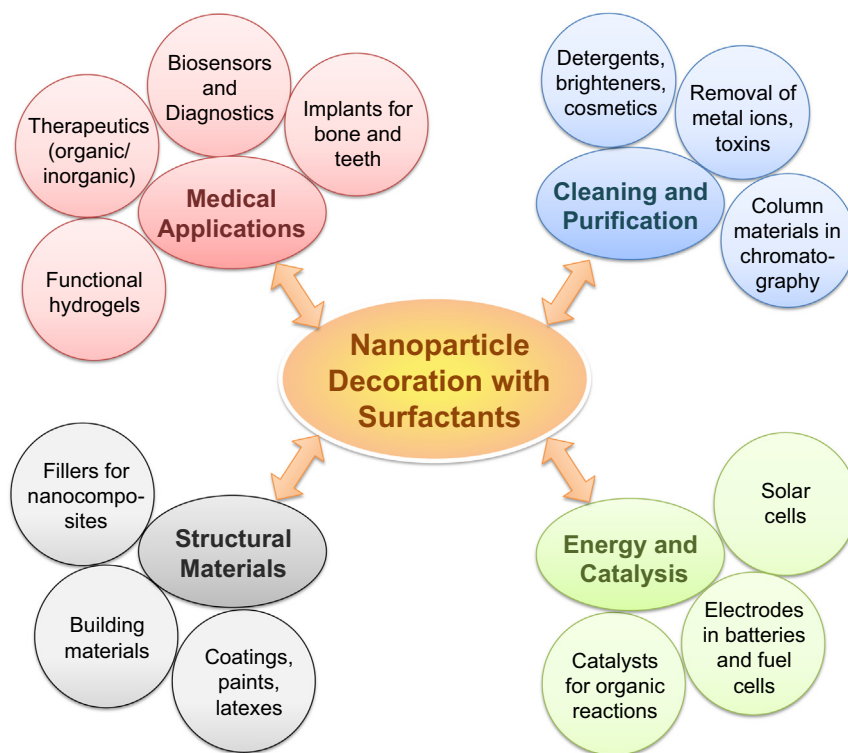 Biosensors
and
Diagnostics
Therapeutics
(organic/
inorganic)
Implants for
bone and
teeth
Medical
Applications
Functional
hydrogels
Detergents,
brighteners,
cosmetics
Removal of
metal ions,
toxins
Cleaning and
Purification
Column
materials in
chromato-
graphy
Nanoparticle
Decoration with
Surfactants
Fillers for
nanocompo-
sites
Structural
Materials
Building
materials
Coatings,
paints,
latexes
Solar
cells
Energy and
Catalysis
Electrodes
in batteries
and fuel
cells
Catalysts
for organic
reactions